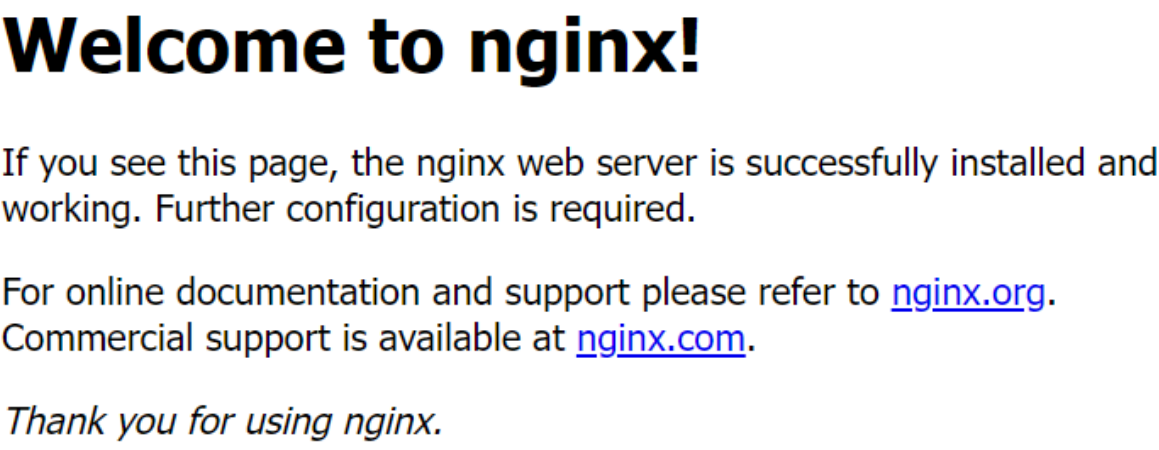 Welcome to nginx!
If you see this page, the nginx web server is successfully installed and
working. Further configuration is required.
For online documentation and support please refer to nginx.org.
Commercial support is available at nginx.com.
Thank you for using nginx.